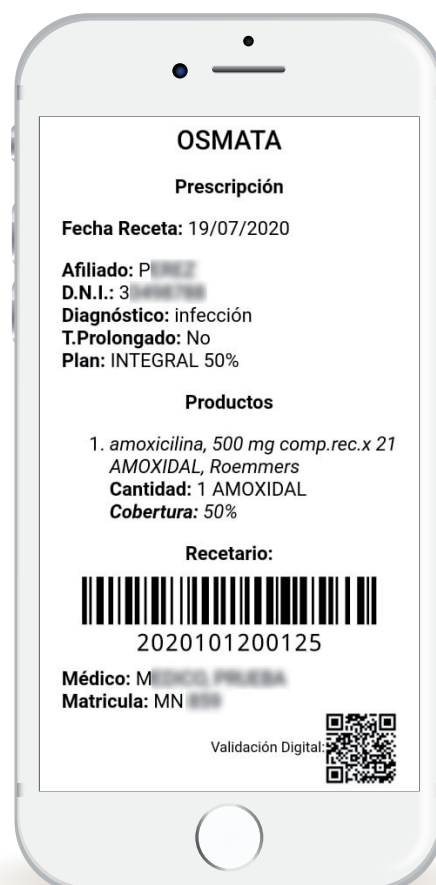 OSMATA
Prescripción
Fecha Receta: 19/07/2020
Afiliado: P
D.N.I.: 3
Diagnóstico: infección
T.Prolongado: No
Plan: INTEGRAL 50%
Productos
1. amoxicilina, 500 mg comp.rec.x 21
AMOXIDAL, Roemmers
Cantidad: 1 AMOXIDAL
Cobertura: 50%
Recetario:
2020101200125
Médico: M
Matricula: MN
Validación Digital: